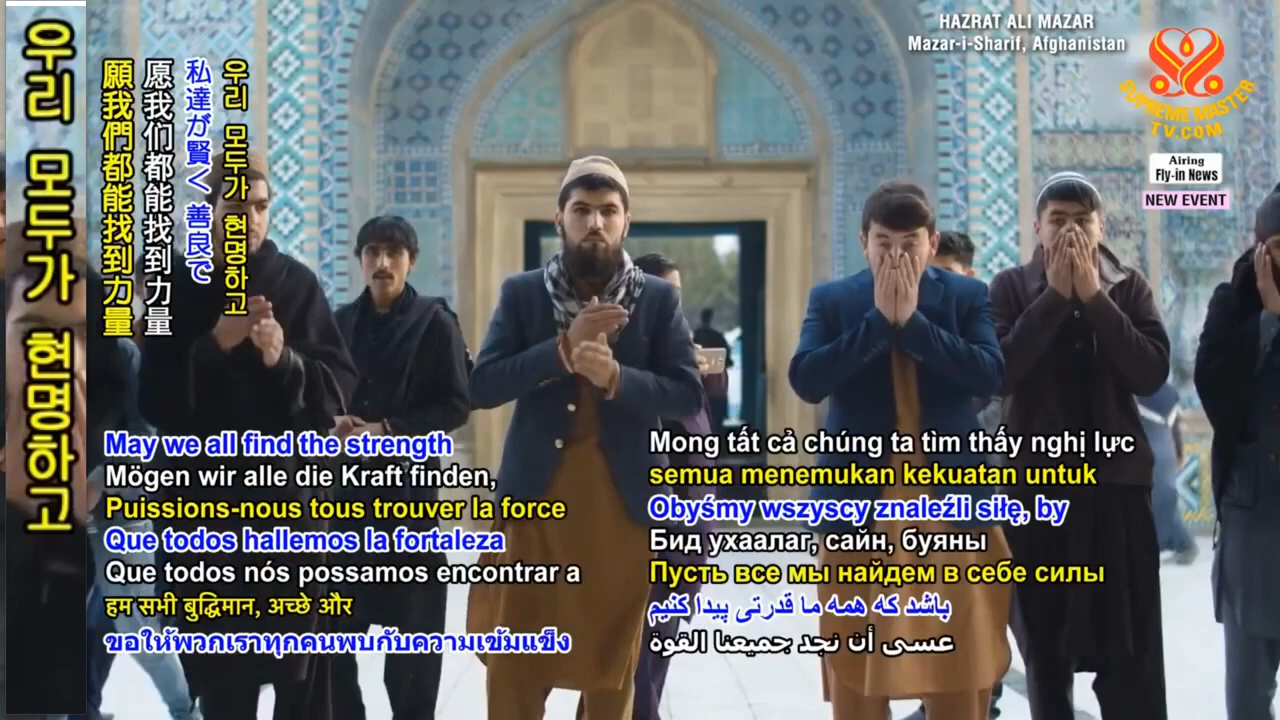 우리 모두가 현명하고
願我們都能找到力量
愿我们都能找到力量
私達が賢く善良で
우리 모두가 현명하고
HAZRAT ALI MAZAR
Mazar-i-Sharif, Afghanistan
SUPREME MASTER
TV.COM
Airing
Fly-in News
NEW EVENT
May we all find the strength
Mögen wir alle die Kraft finden,
Puissions-nous tous trouver la force
Que todos hallemos la fortaleza
Que todos nós possamos encontrar a
हम सभी बुद्धिमान, अच्छे और
ขอให้พวกเราทุกคนพบกับความเข้มแข็ง
Mong tất cả chúng ta tìm thấy nghị lực
semua menemukan kekuatan untuk
Obyśmy wszyscy znaleźli siłę, by
Бид ухаалаг, сайн, буяны
Пусть все мы найдем в себе силы
باشد که همه ما قدرتی پیدا کنیم
عسى أن نجد جميعنا القوة